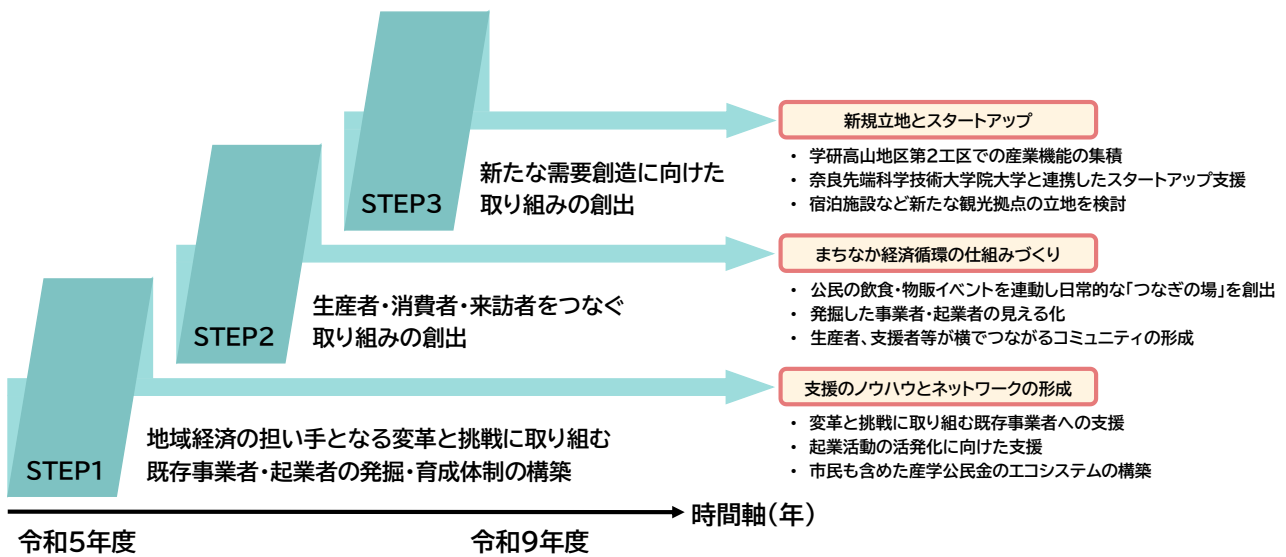 新規立地とスタートアップ
・ 学研高山地区第2工区での産業機能の集積
・ 奈良先端科学技術大学院大学と連携したスタートアップ支援
・ 宿泊施設など新たな観光拠点の立地を検討
STEP3
新たな需要創造に向けた
取り組みの創出
まちなか経済循環の仕組みづくり
・ 公民の飲食・物販イベントを連動し日常的な「つなぎの場」を創出
・ 発掘した事業者・起業者の見える化
・ 生産者、支援者等が横でつながるコミュニティの形成
STEP2
生産者・消費者・来訪者をつなぐ
取り組みの創出
支援のノウハウとネットワークの形成
・ 変革と挑戦に取り組む既存事業者への支援
・ 起業活動の活発化に向けた支援
・ 市民も含めた産学公民金のエコシステムの構築
STEP1
地域経済の担い手となる変革と挑戦に取り組む
既存事業者・起業者の発掘・育成体制の構築
時間軸(年)
令和5年度
令和9年度